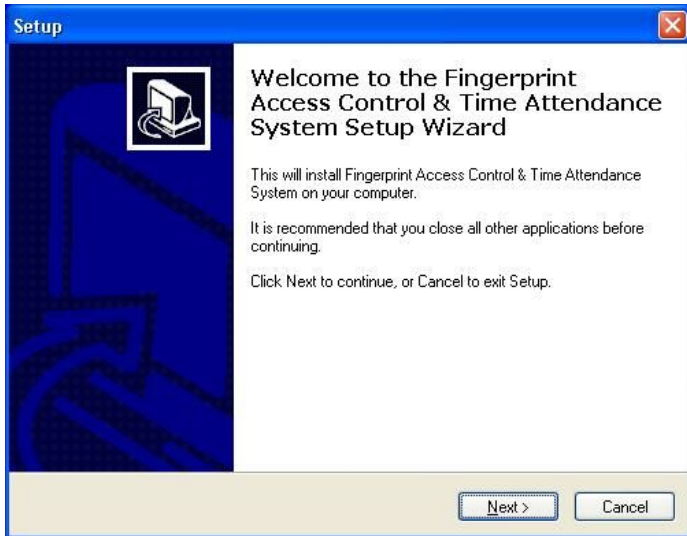 Setup
Welcome to the Fingerprint
Access Control & Time Attendance
System Setup Wizard
This will install Fingerprint Access Control & Time Attendance
System on your computer.
It is recommended that you close all other applications before
continuing.
Click Next to continue, or Cancel to exit Setup.
Next >
Cancel